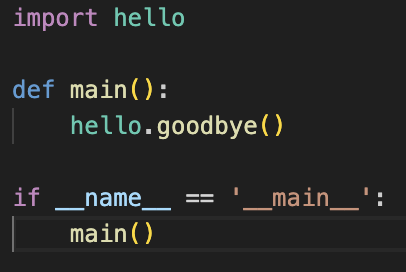 import hello

def main():
    hello.goodbye()

if __name__ == '__main__':
    main()